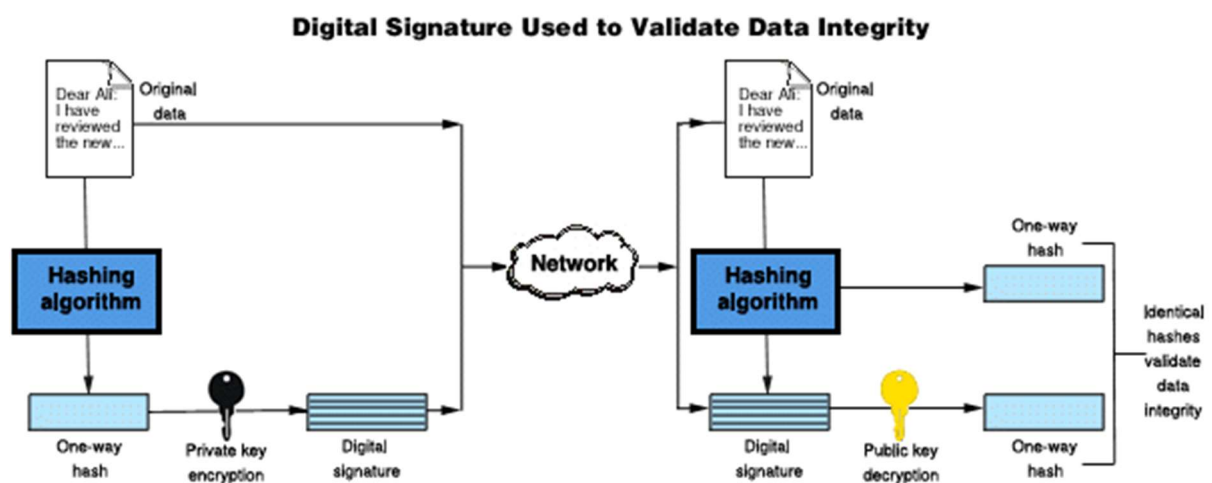 Digital Signature Used to Validate Data Integrity
Dear Ali:
I have
reviewed
the new...
Original
data
Hashing
algorithm
One-way
hash
Private key
encryption
Digital
signature
Network
Dear Ali:
I have
reviewed
the new...
Original
data
Hashing
algorithm
One-way
hash
Digital
signature
Public key
decryption
One-way
hash
Identical
hashes
validate
data
integrity